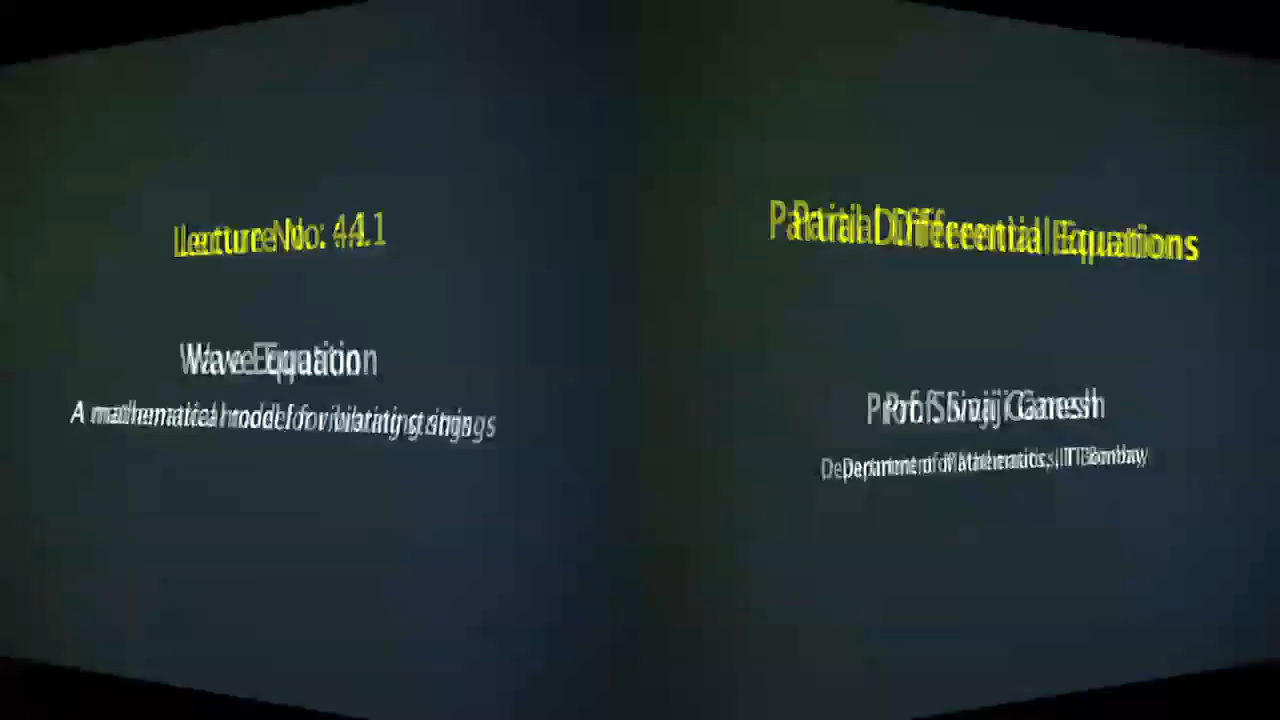 Lecture No: 4.1
Wave Equation
A mathematical model for vibrating strings
Partial Differential Equations
Prof. Sivaji Ganesh
Department of Mathematics, IIT Bombay